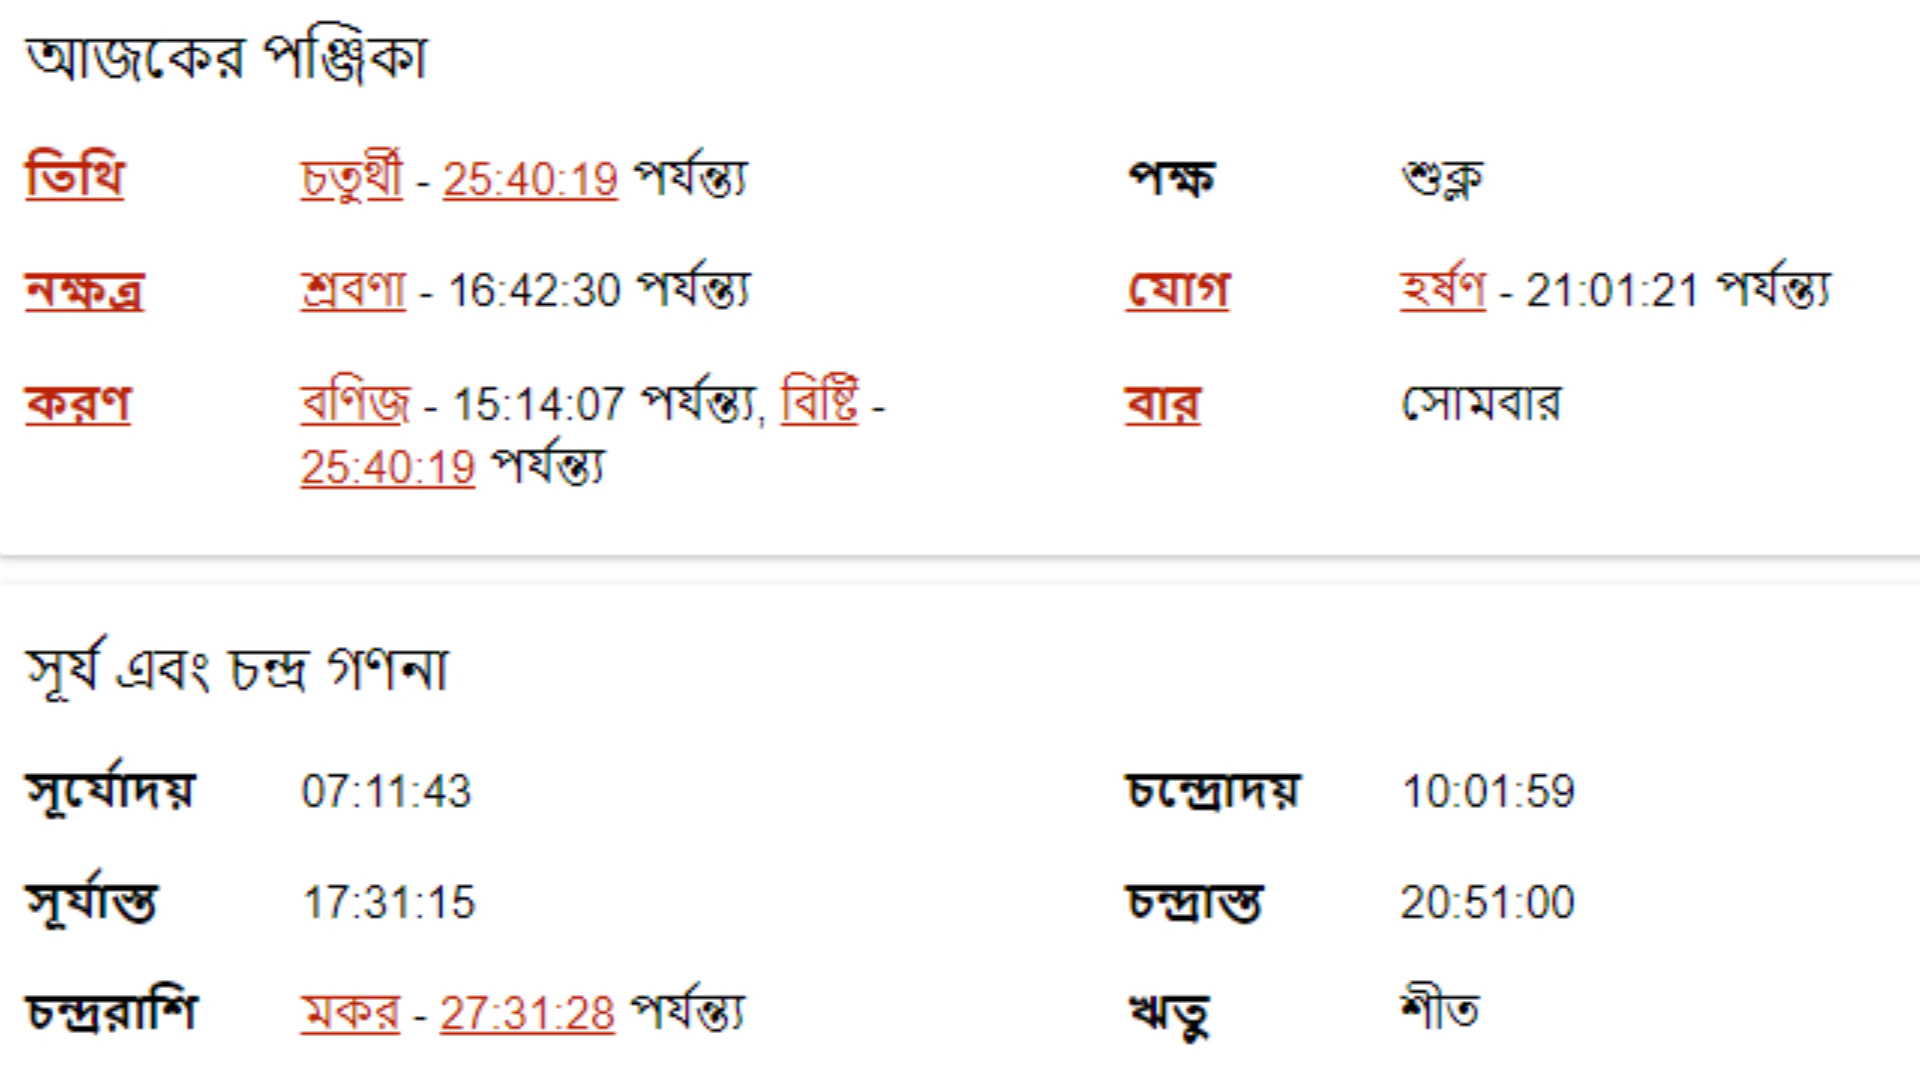 আজকের পঞ্জিকা
তিথি চতুর্থী - 25:40:19 পর্যন্ত্য পক্ষ শুক্ল
নক্ষত্র শ্রবণা - 16:42:30 পর্যন্ত্য যোগ হর্ষণ - 21:01:21 পর্যন্ত্য
করণ বণিজ - 15:14:07 পর্যন্ত্য, বিষ্টি - বার সোমবার
25:40:19 পর্যন্ত্য
সূর্য এবং চন্দ্র গণনা
সূর্যোদয় 07:11:43 চন্দ্রোদয় 10:01:59
সূর্যাস্ত 17:31:15 চন্দ্রাস্ত 20:51:00
চন্দ্ররাশি মকর - 27:31:28 পর্যন্ত্য ঋতু শীত